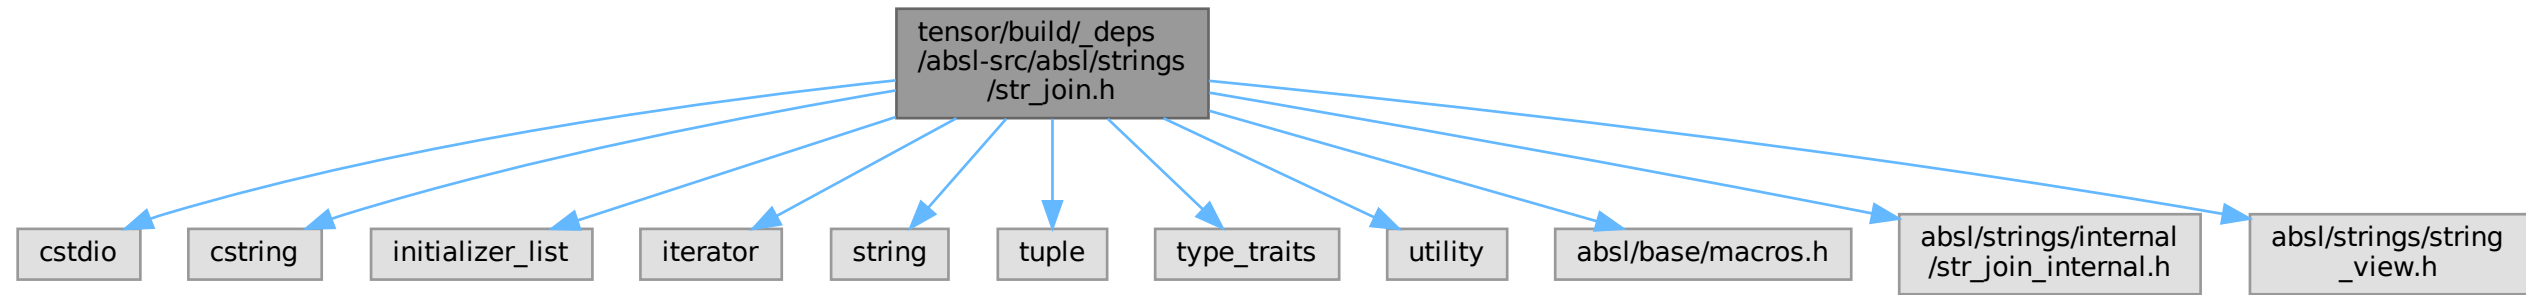 tensor/build/_deps
/absl-src/absl/strings
/str_join.h
cstdio
cstring
initializer_list
iterator
string
tuple
type_traits
utility
absl/base/macros.h
absl/strings/internal
/str_join_internal.h
absl/strings/string
_view.h